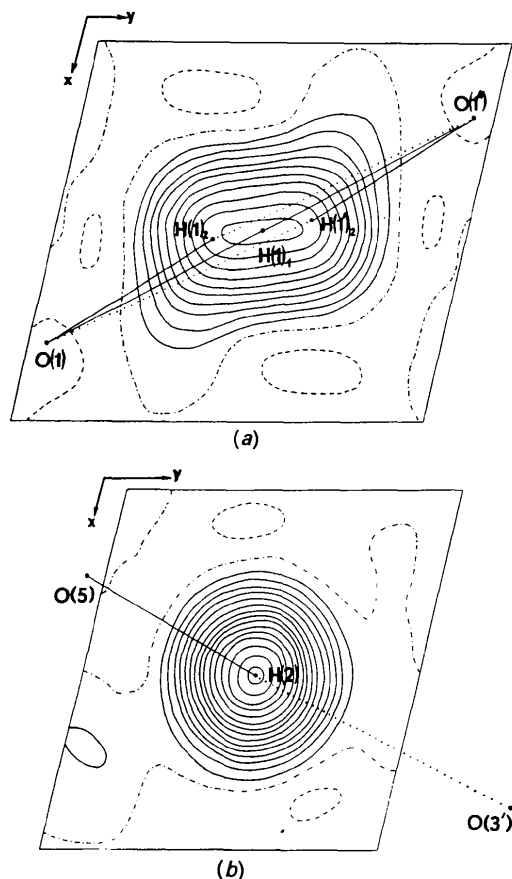 y
x
O(1')
H(1)₂
H(1')₂
H(1)₁
O(1)
(a)
y
x
O(5)
H(2)
O(3')
(b)